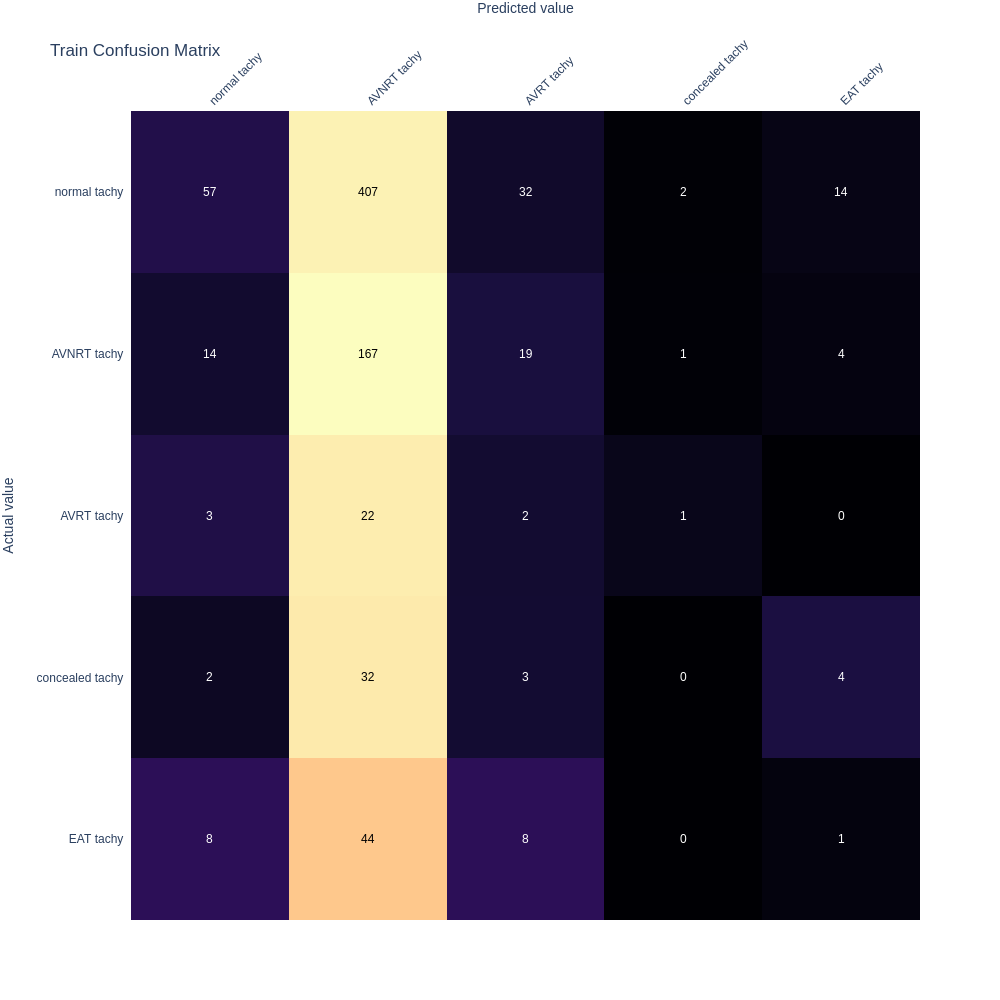 Predicted value
Train Confusion Matrix
normal tachy AVNRT tachy AVRT tachy concealed tachy EAT tachy
normal tachy 57 407 32 2 14
AVNRT tachy 14 167 19 1 4
AVRT tachy 3 22 2 1 0
concealed tachy 2 32 3 0 4
EAT tachy 8 44 8 0 1
Actual value